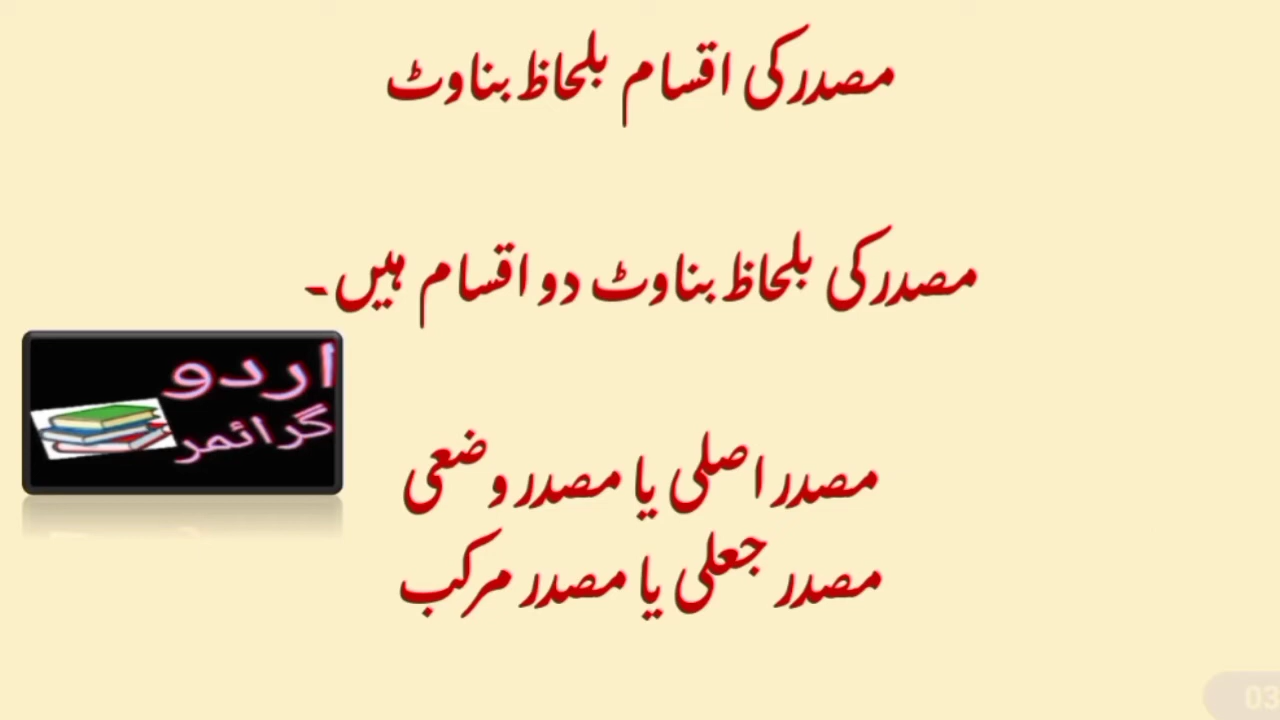 مصدر کی اقسام بلحاظ بناوٹ
مصدر کی بلحاظ بناوٹ دو اقسام ہیں۔
اردو
گرائمر
مصدر اصلی یا مصدر وضعی
مصدر جعلی یا مصدر مرکب
03